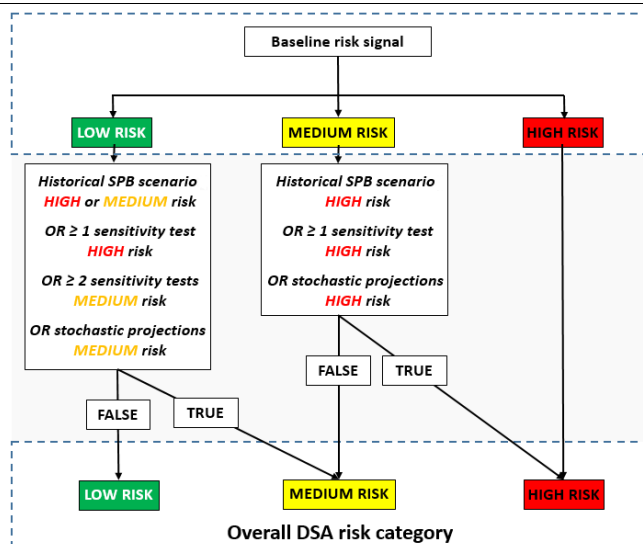 Baseline risk signal
LOW RISK
MEDIUM RISK
HIGH RISK
Historical SPB scenario
HIGH or MEDIUM risk
OR ≥ 1 sensitivity test
HIGH risk
OR ≥ 2 sensitivity tests
MEDIUM risk
OR stochastic projections
MEDIUM risk
Historical SPB scenario
HIGH risk
OR ≥ 1 sensitivity test
HIGH risk
OR stochastic projections
HIGH risk
FALSE
TRUE
FALSE
TRUE
LOW RISK
MEDIUM RISK
HIGH RISK
Overall DSA risk category